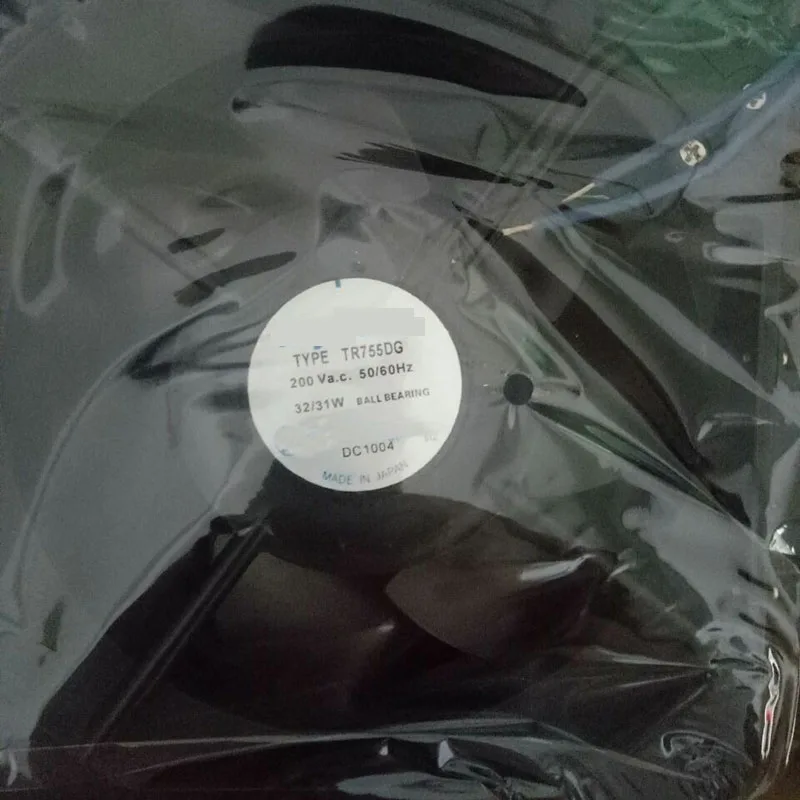 TYPE TR755DG
200 Va.c. 50/60Hz
32/31W BALL BEARING
DC1004
MADE IN JAPAN